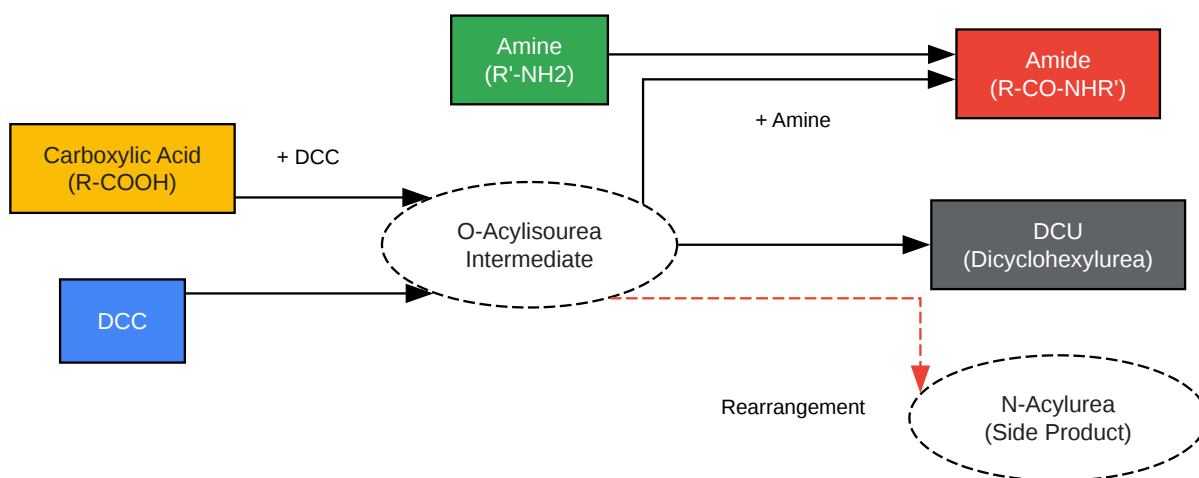 Amine
(R'-NH2)
Amide
(R-CO-NHR')
+ Amine
Carboxylic Acid
(R-COOH)
+ DCC
O-Acylisourea
Intermediate
DCU
(Dicyclohexylurea)
DCC
Rearrangement
N-Acylurea
(Side Product)